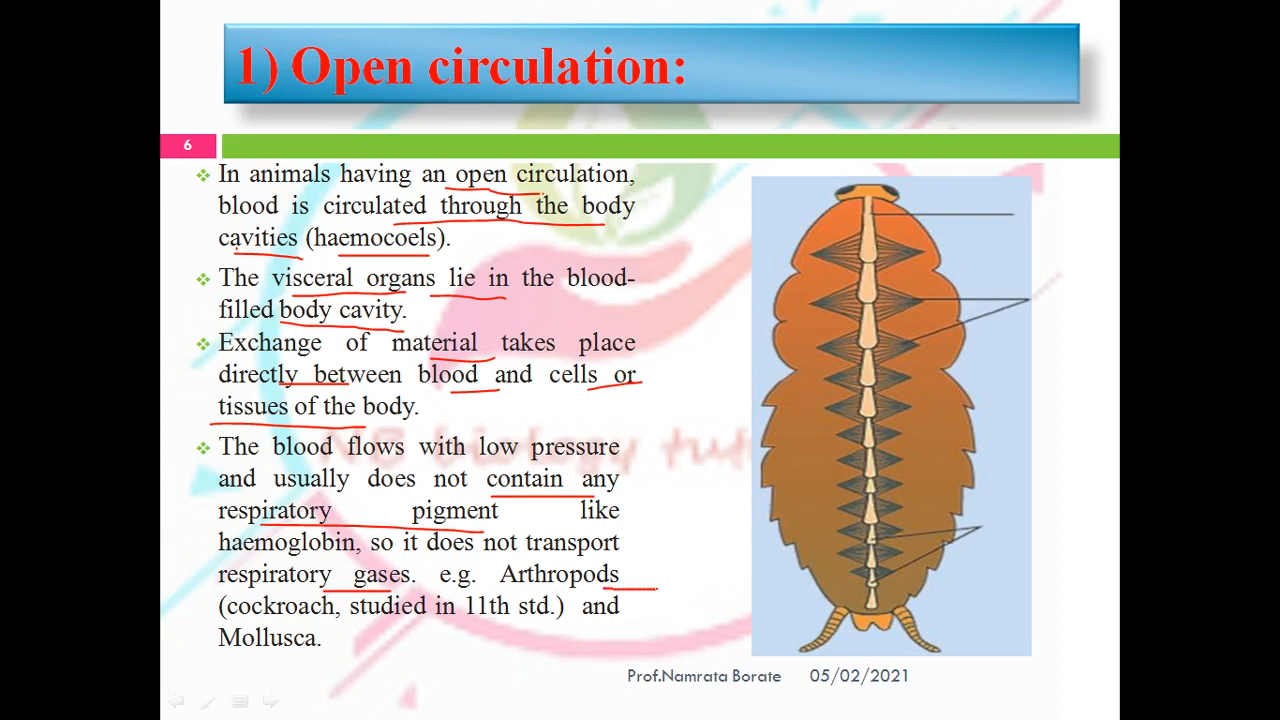 1) Open circulation:
6
In animals having an open circulation,
blood is circulated through the body
cavities (haemocoels).
The visceral organs lie in the blood-
filled body cavity.
Exchange of material takes place
directly between blood and cells or
tissues of the body.
The blood flows with low pressure
and usually does not contain any
respiratory pigment like
haemoglobin, so it does not transport
respiratory gases. e.g. Arthropods
(cockroach, studied in 11th std.) and
Mollusca.
Prof.Namrata Borate 05/02/2021